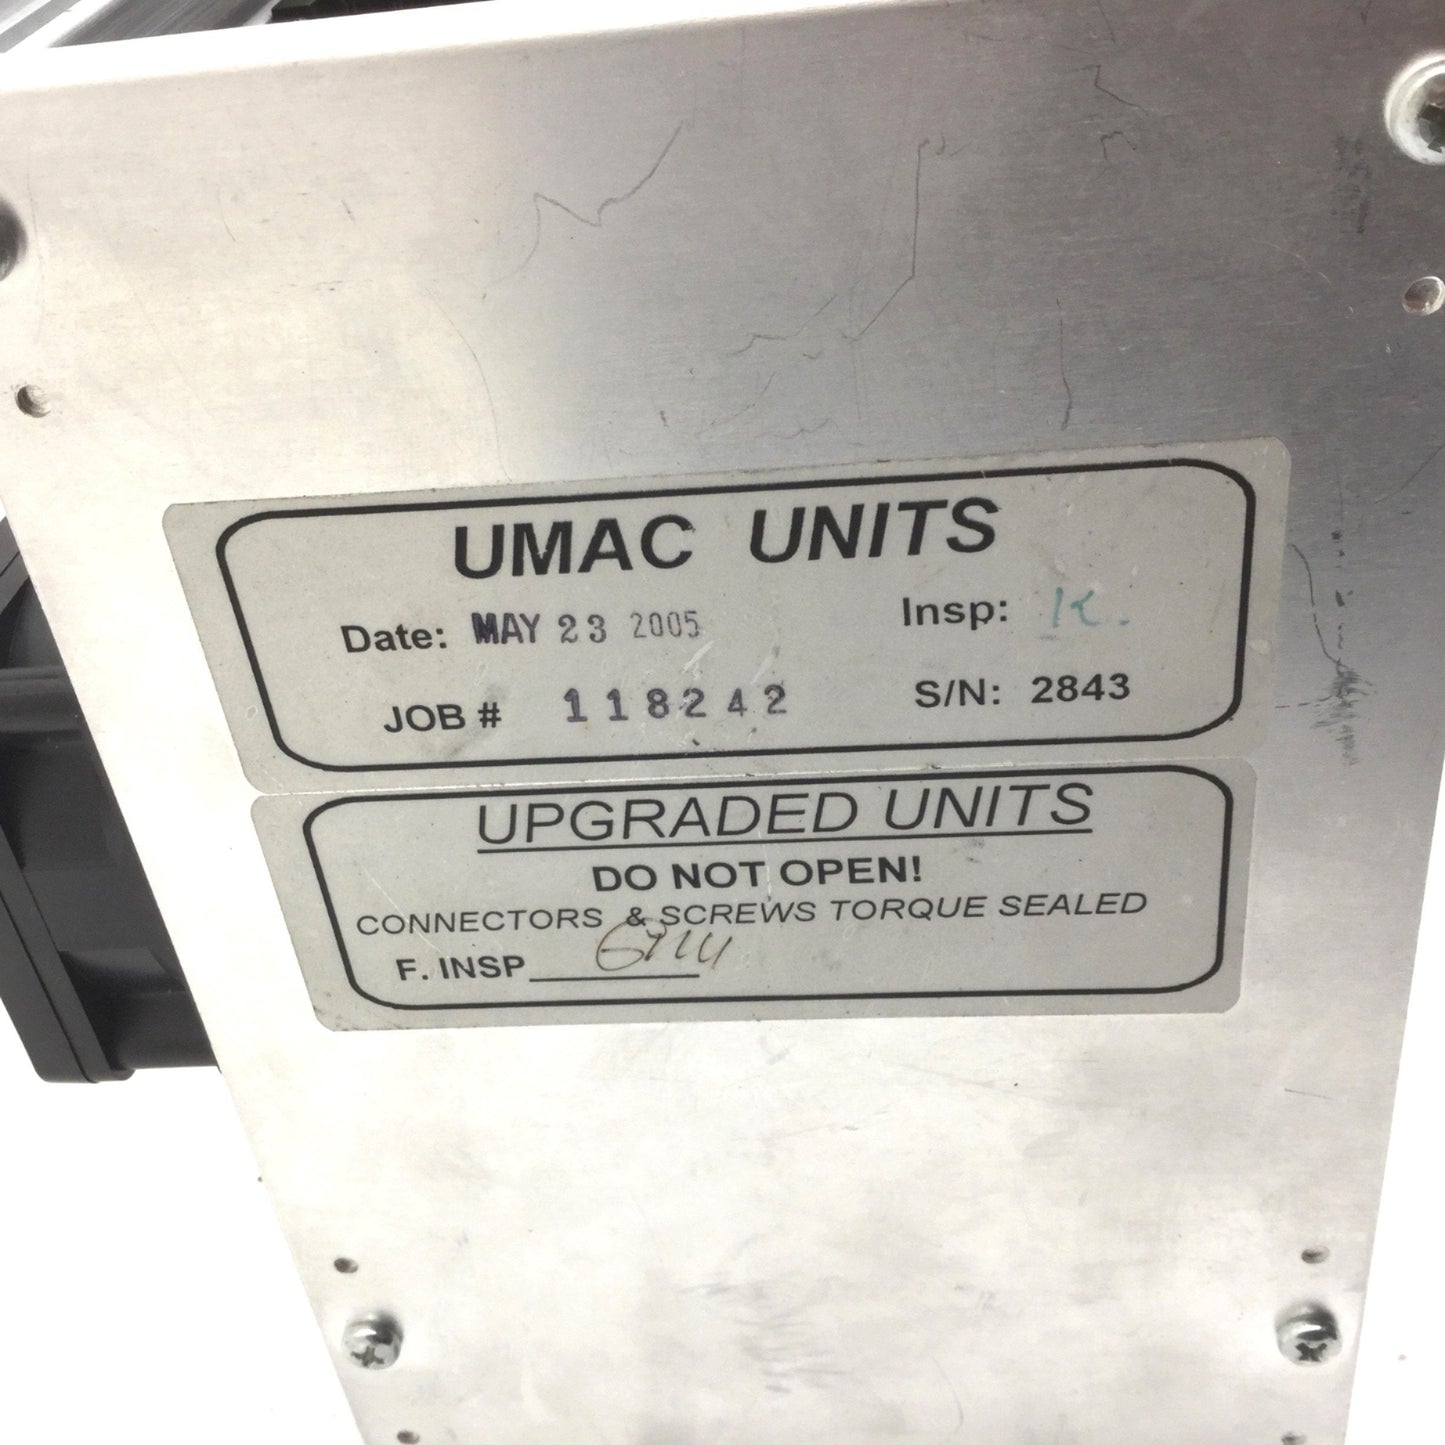 UMAC UNITS
Date: MAY 23 2005 Insp: K.
JOB # 118242 S/N: 2843
UPGRADED UNITS
DO NOT OPEN!
CONNECTORS & SCREWS TORQUE SEALED
F. INSP